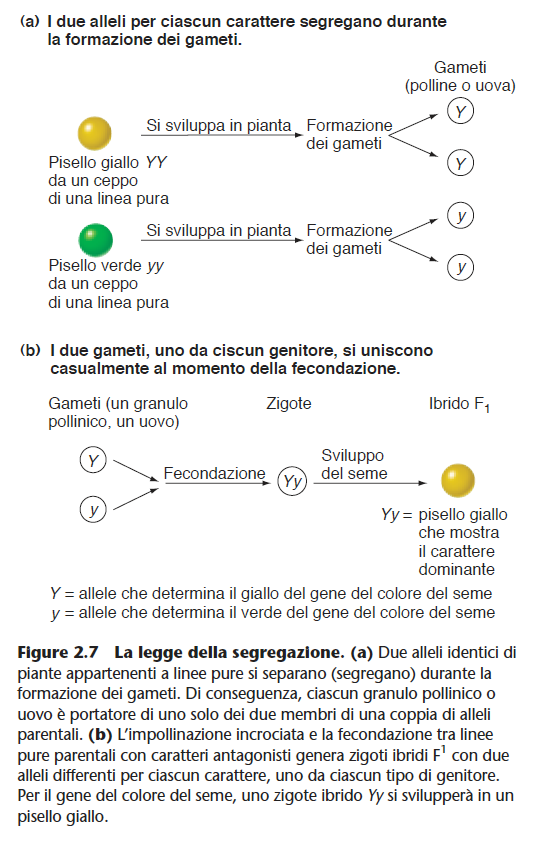 (a) I due alleli per ciascun carattere segregano durante
la formazione dei gameti.
Gameti
(polline o uova)
Y
Si sviluppa in pianta
Formazione
dei gameti
Y
Pisello giallo YY
da un ceppo
di una linea pura
y
Si sviluppa in pianta
Formazione
dei gameti
y
Pisello verde yy
da un ceppo
di una linea pura
(b) I due gameti, uno da ciscun genitore, si uniscono
casualmente al momento della fecondazione.
Gameti (un granulo
pollinico, un uovo)
Zigote
Ibrido F1
Y
y
Fecondazione
Yy
Sviluppo
del seme
Yy = pisello giallo
che mostra
il carattere
dominante
Y = allele che determina il giallo del gene del colore del seme
y = allele che determina il verde del gene del colore del seme
Figure 2.7 La legge della segregazione. (a) Due alleli identici di
piante appartenenti a linee pure si separano (segregano) durante la
formazione dei gameti. Di conseguenza, ciascun granulo pollinico o
uovo è portatore di uno solo dei due membri di una coppia di alleli
parentali. (b) L’impollinazione incrociata e la fecondazione tra linee
pure parentali con caratteri antagonisti genera zigoti ibridi F1 con due
alleli differenti per ciascun carattere, uno da ciascun tipo di genitore.
Per il gene del colore del seme, uno zigote ibrido Yy si svilupperà in un
pisello giallo.